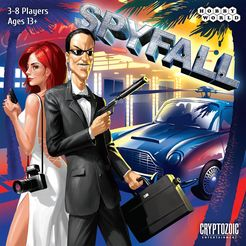 3-8 Players
Ages 13+
HOBBY
WORLD
SPYFALL
CRYPTOZOIC
ENTERTAINMENT